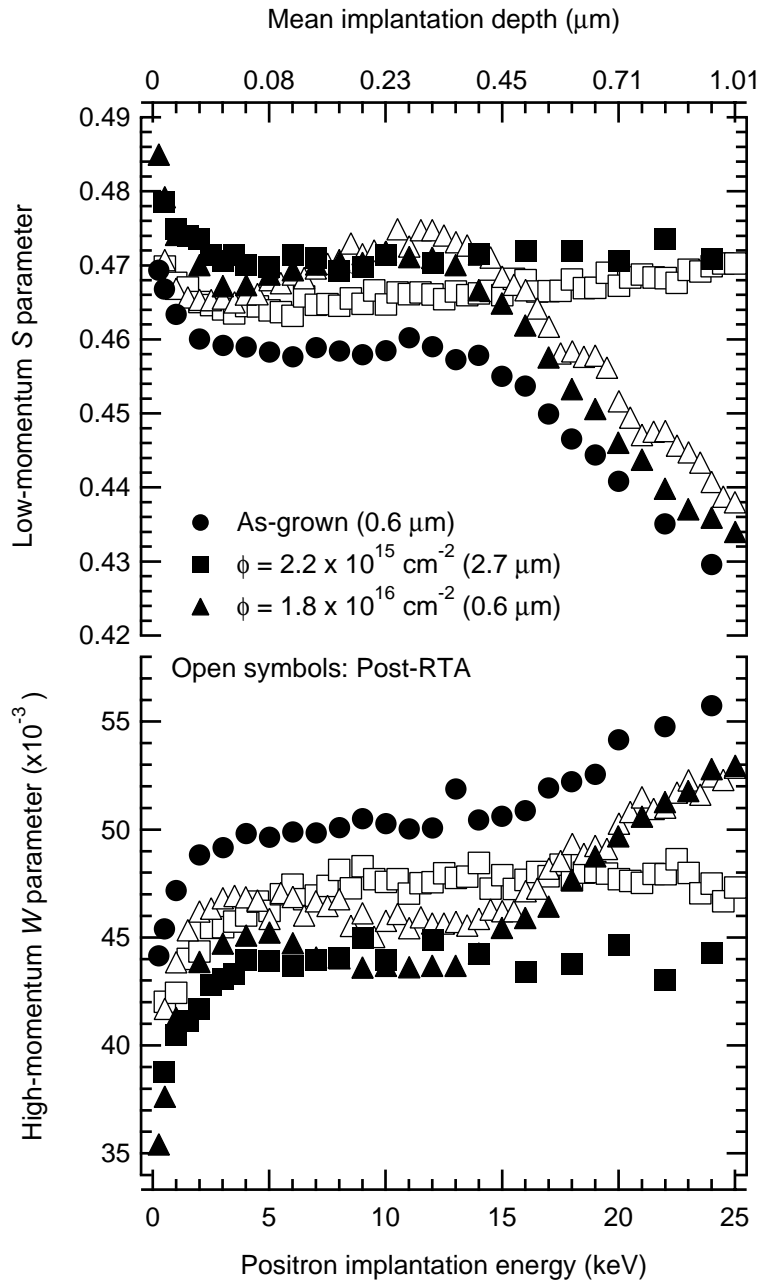 Mean implantation depth (μm)
0 0.08 0.23 0.45 0.71 1.01
0.49
0.48
0.47
0.46
0.45
0.44
0.43
0.42
Low-momentum S parameter
As-grown (0.6 μm)
ϕ = 2.2 x 10¹⁵ cm⁻² (2.7 μm)
ϕ = 1.8 x 10¹⁶ cm⁻² (0.6 μm)
Open symbols: Post-RTA
55
50
45
40
35
High-momentum W parameter (x10⁻³)
0 5 10 15 20 25
Positron implantation energy (keV)